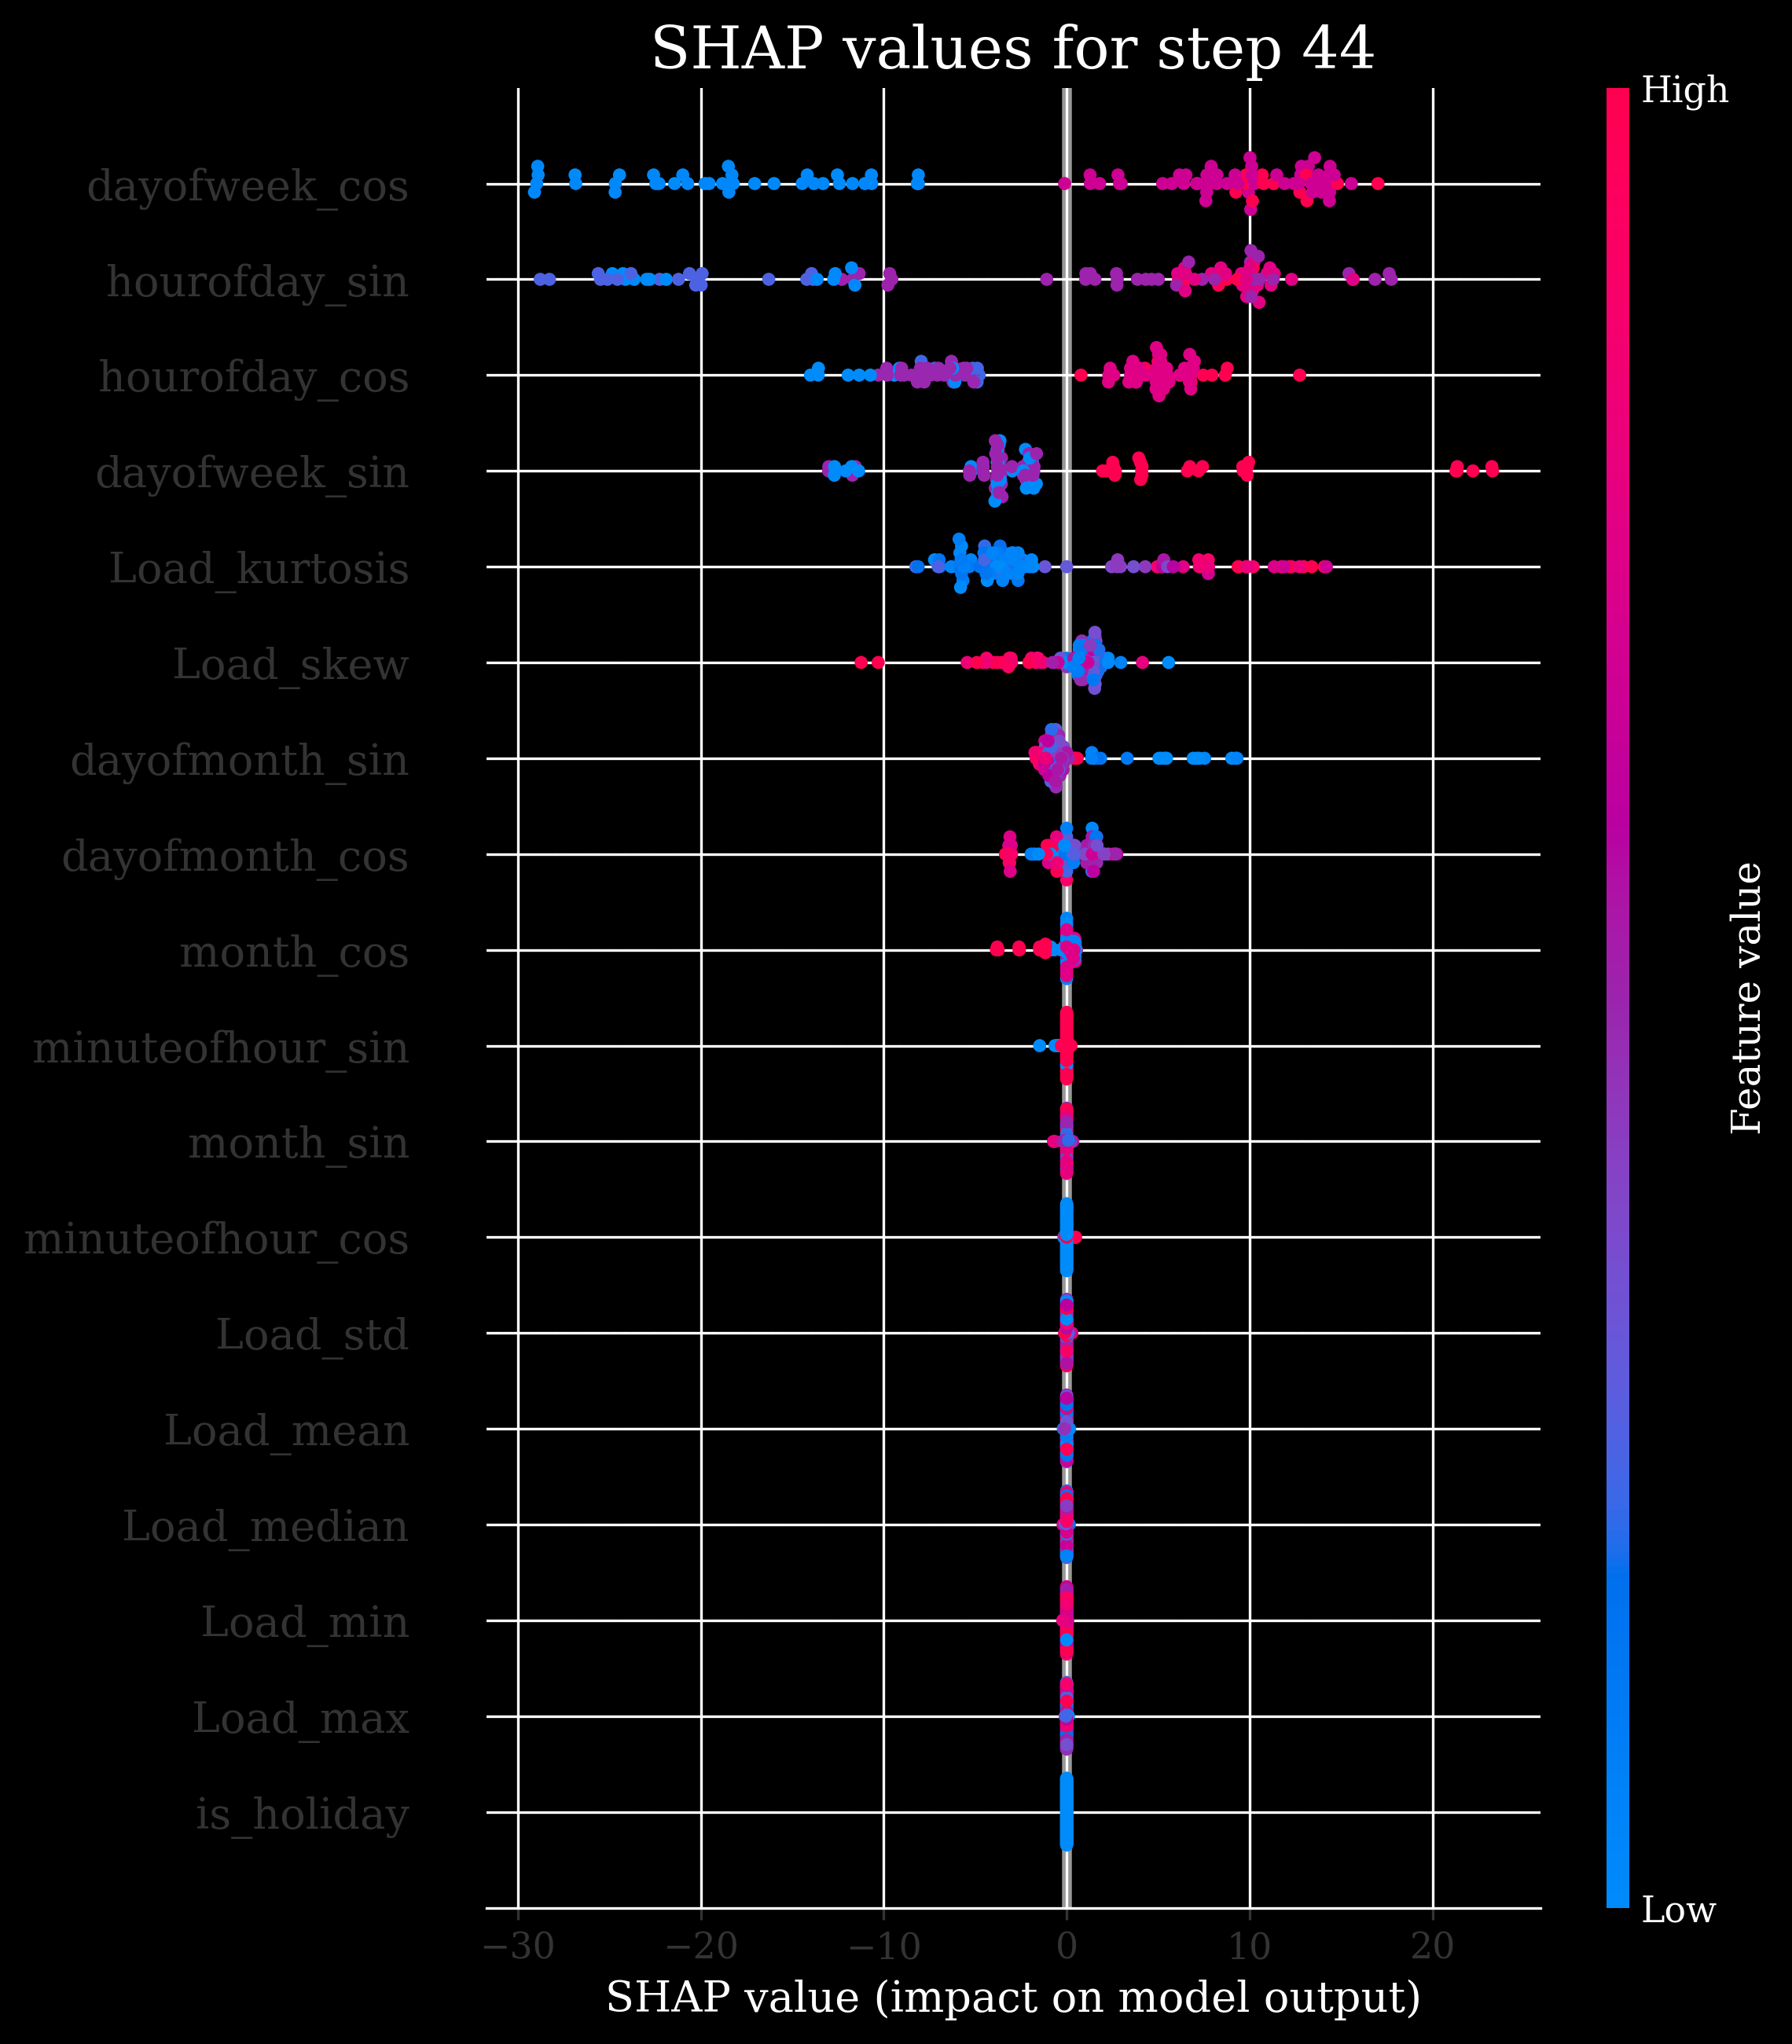 SHAP values for step 44
High
dayofweek_cos
hourofday_sin
hourofday_cos
dayofweek_sin
Load_kurtosis
Load_skew
dayofmonth_sin
dayofmonth_cos
month_cos
minuteofhour_sin
month_sin
minuteofhour_cos
Load_std
Load_mean
Load_median
Load_min
Load_max
is_holiday
Feature value
Low
−30 −20 −10 0 10 20
SHAP value (impact on model output)